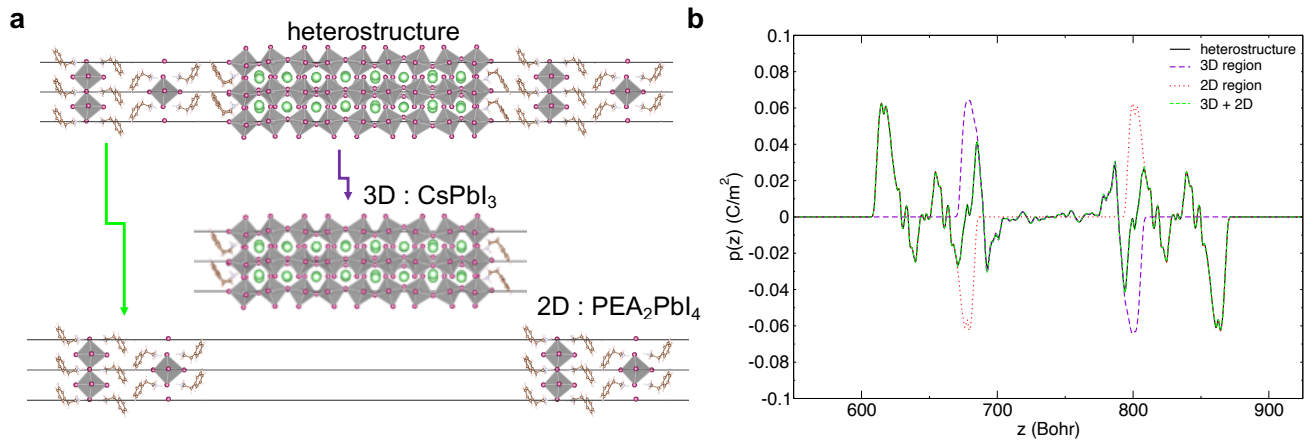 a
heterostructure
3D : CsPbI₃
2D : PEA₂PbI₄
b
0.1
0.08
0.06
0.04
0.02
0
-0.02
-0.04
-0.06
-0.08
-0.1
p(z) (C/m²)
heterostructure
3D region
2D region
3D + 2D
600
700
800
900
z (Bohr)